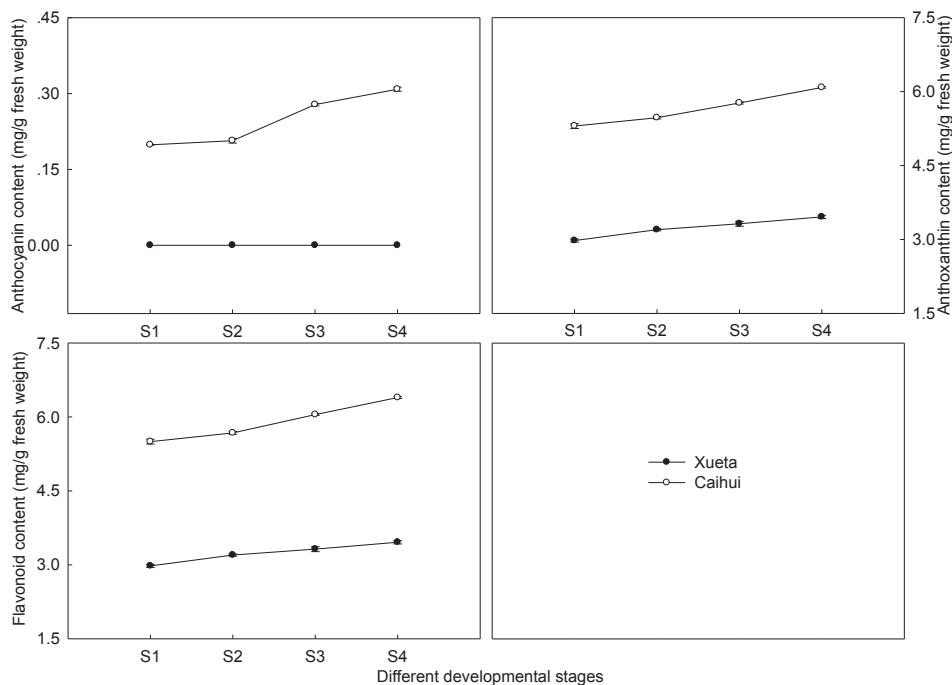 Anthocyanin content (mg/g fresh weight)
.45
.30
.15
0.00
S1 S2 S3 S4
7.5
6.0
4.5
3.0
1.5
Anthoxanthin content (mg/g fresh weight)
S1 S2 S3 S4
Flavonoid content (mg/g fresh weight)
7.5
6.0
4.5
3.0
1.5
S1 S2 S3 S4
Xueta
Caihui
Different developmental stages